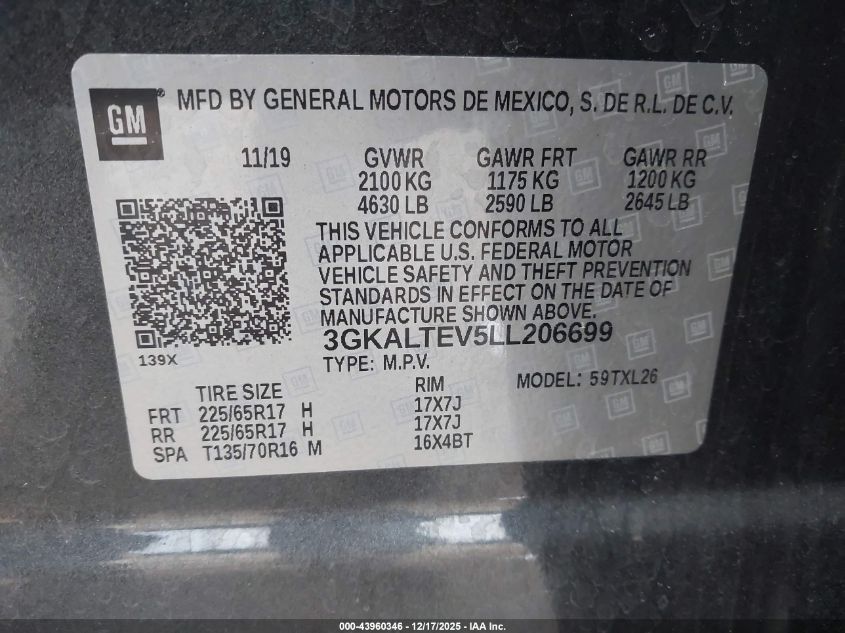 GM ® MFD BY GENERAL MOTORS DE MEXICO, S. DE R.L. DE C.V.
11/19 GVWR GAWR FRT GAWR RR
2100 KG 1175 KG 1200 KG
4630 LB 2590 LB 2645 LB
THIS VEHICLE CONFORMS TO ALL
APPLICABLE U.S. FEDERAL MOTOR
VEHICLE SAFETY AND THEFT PREVENTION
STANDARDS IN EFFECT ON THE DATE OF
MANUFACTURE SHOWN ABOVE.
3GKALTEV5LL206699
139X
TYPE: M.P.V.
MODEL: 59TXL26
TIRE SIZE RIM
FRT 225/65R17 H 17X7J
RR 225/65R17 H 17X7J
SPA T135/70R16 M 16X4BT
000-43960346 - 12/17/2025 - IAA Inc.